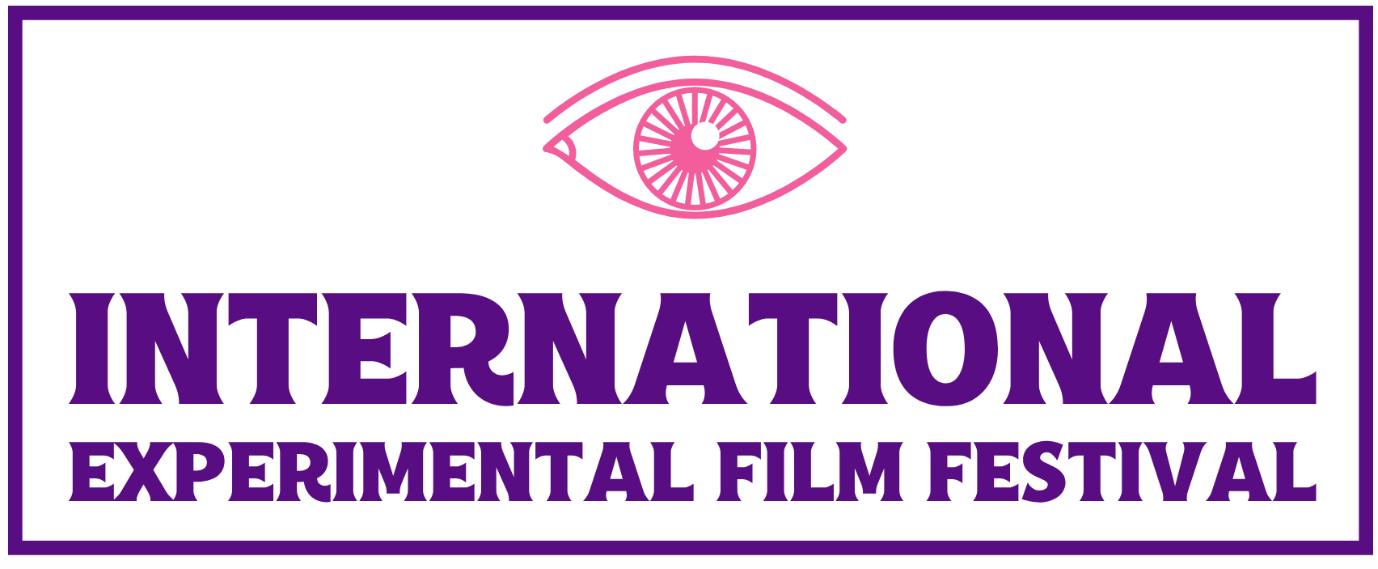 INTERNATIONAL
EXPERIMENTAL FILM FESTIVAL